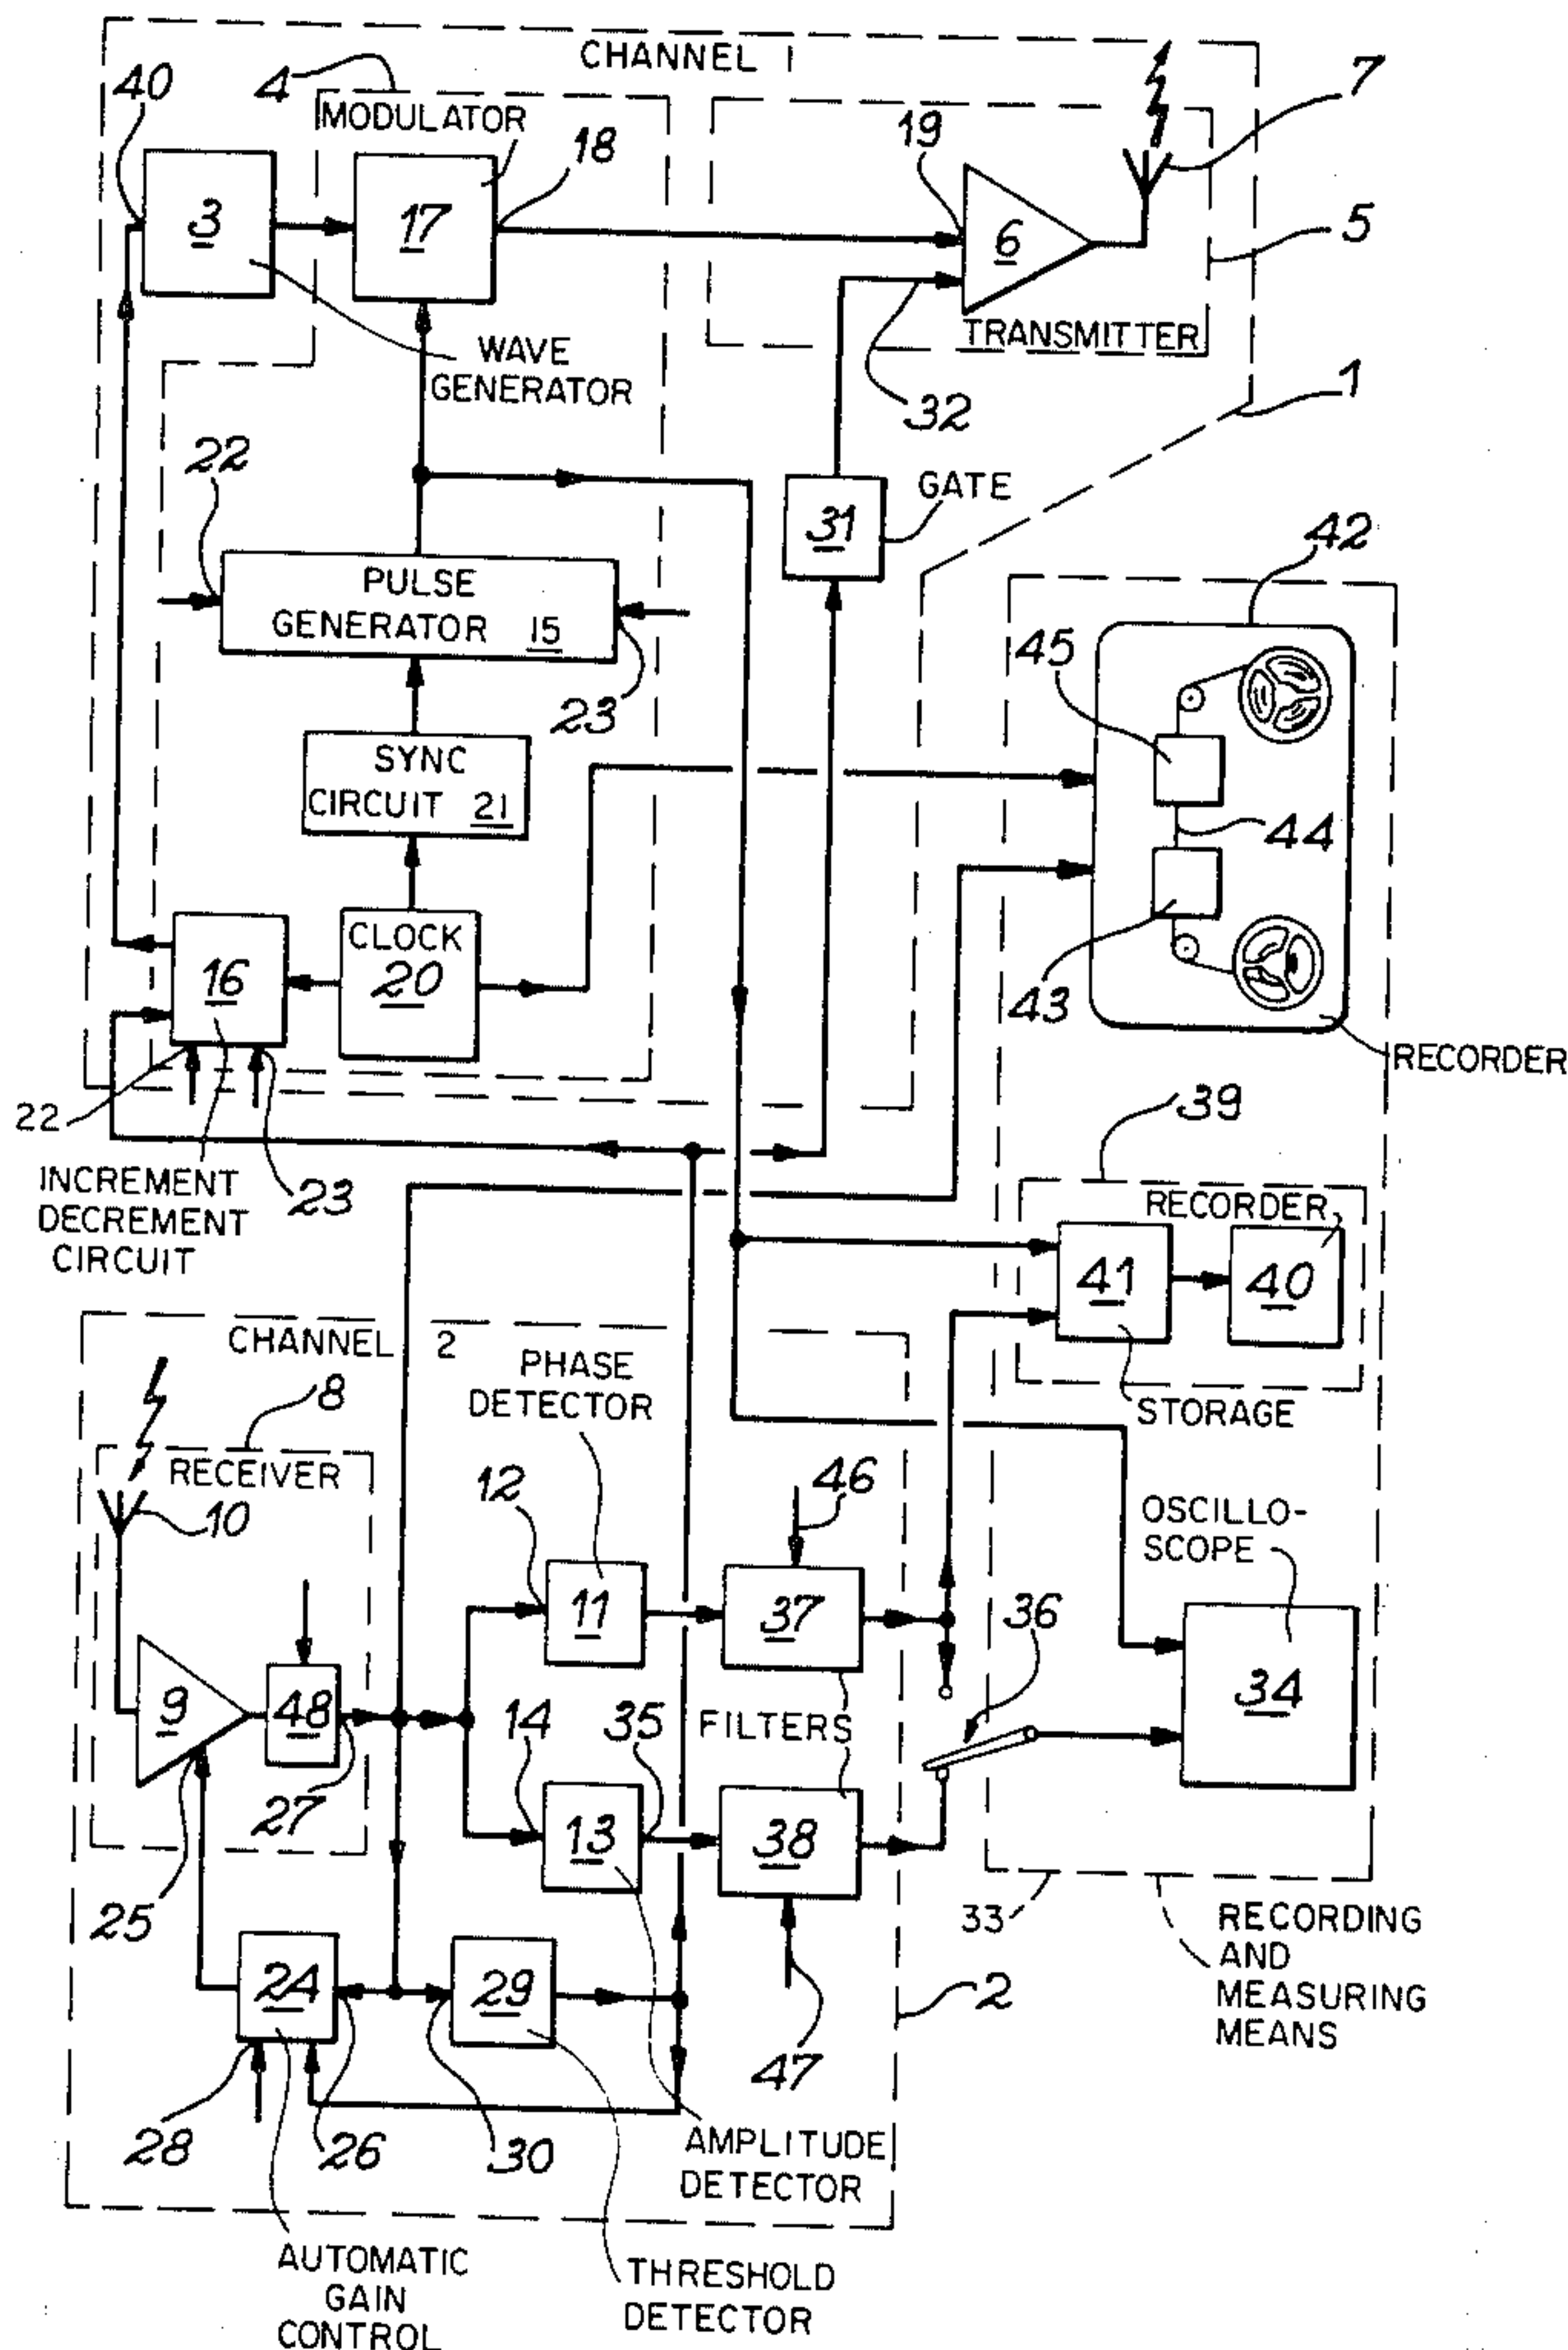 CHANNEL 1
40
4
MODULATOR
18
19
7
3
17
6
5
WAVE
GENERATOR
TRANSMITTER
32
1
22
31
GATE
42
PULSE
GENERATOR 15
23
45
SYNC
CIRCUIT 21
44
CLOCK
20
16
43
RECORDER
22
INCREMENT
DECREMENT
CIRCUIT
23
39
RECORDER
41
40
STORAGE
CHANNEL 2
PHASE
DETECTOR
8
RECEIVER
10
12
46
OSCILLO-
SCOPE
11
37
36
9
48
34
14
35
FILTERS
27
13
38
25
33
RECORDING
AND
MEASURING
MEANS
24
29
2
47
28
26
30
AMPLITUDE
DETECTOR
AUTOMATIC
GAIN
CONTROL
THRESHOLD
DETECTOR